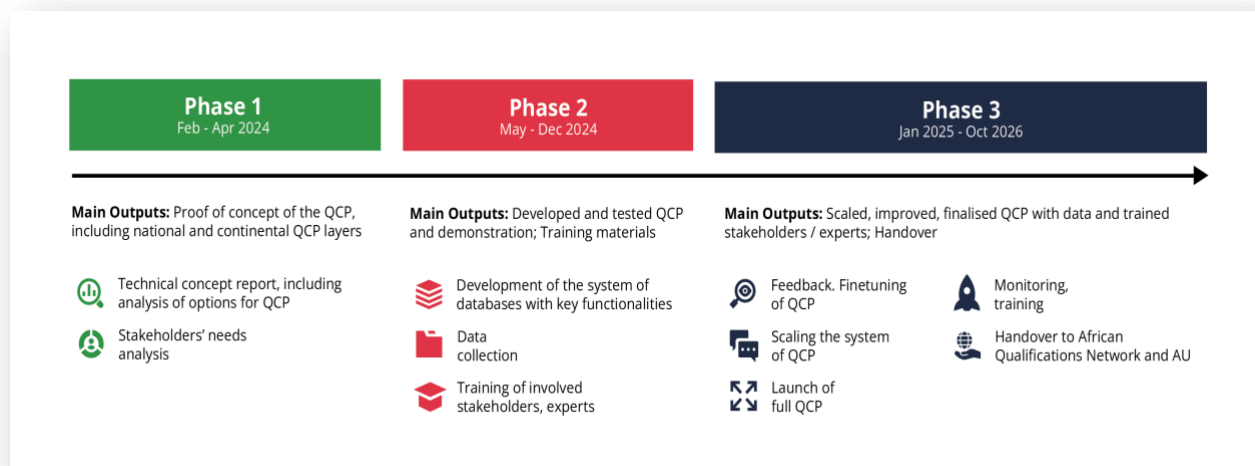 Phase 1
Feb - Apr 2024
Phase 2
May - Dec 2024
Phase 3
Jan 2025 - Oct 2026
Main Outputs: Proof of concept of the QCP,
including national and continental QCP layers
Technical concept report, including
analysis of options for QCP
Stakeholders’ needs
analysis
Main Outputs: Developed and tested QCP
and demonstration; Training materials
Development of the system of
databases with key functionalities
Data
collection
Training of involved
stakeholders, experts
Main Outputs: Scaled, improved, finalised QCP with data and trained
stakeholders / experts; Handover
Feedback. Finetuning
of QCP
Scaling the system
of QCP
Launch of
full QCP
Monitoring,
training
Handover to African
Qualifications Network and AU